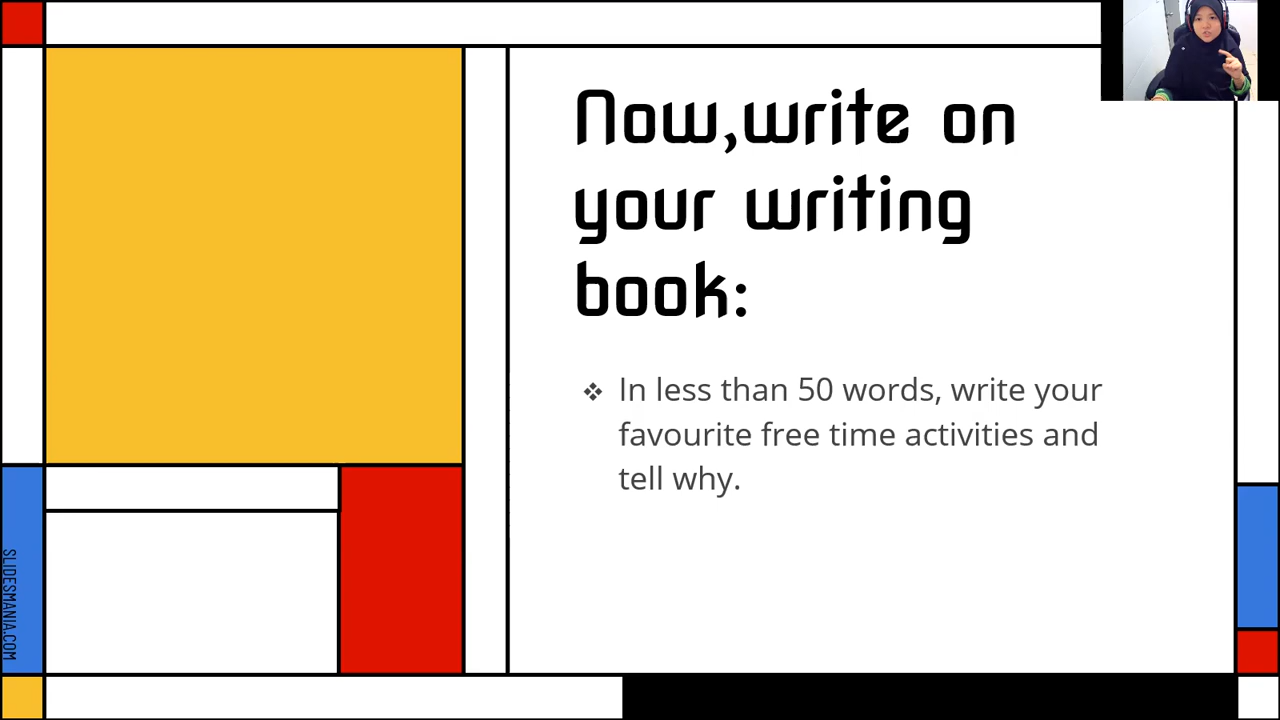 Now,write on
your writing
book:
❖ In less than 50 words, write your
favourite free time activities and
tell why.
SLIDESMANIA.COM